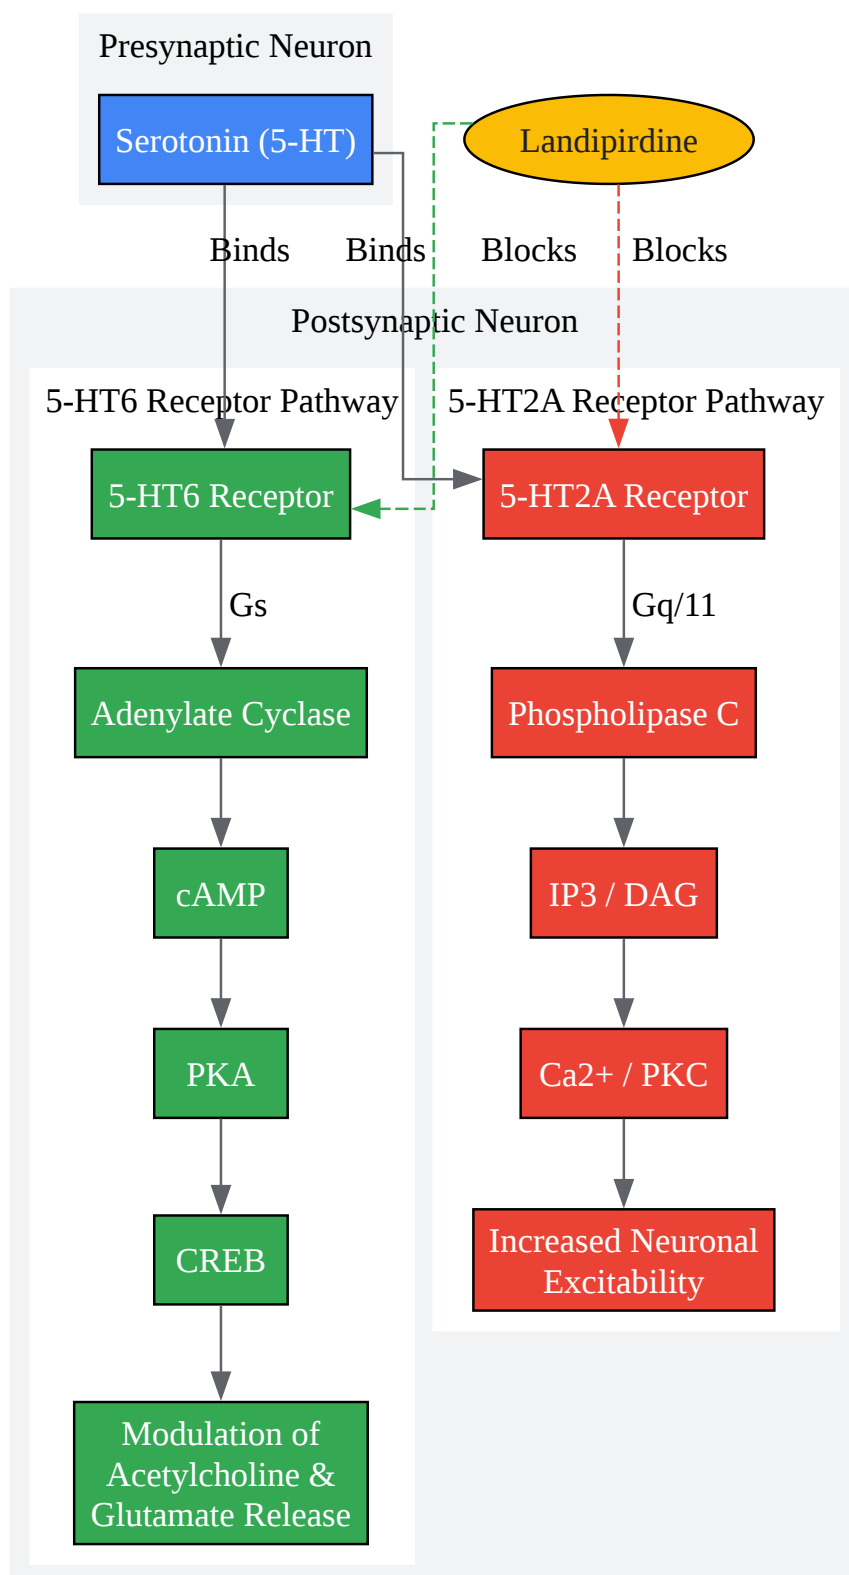 Presynaptic Neuron
Serotonin (5-HT)
Landipirdine
Binds
Binds
Blocks
Blocks
Postsynaptic Neuron
5-HT6 Receptor Pathway
5-HT2A Receptor Pathway
5-HT6 Receptor
5-HT2A Receptor
Gs
Gq/11
Adenylate Cyclase
Phospholipase C
cAMP
IP3 / DAG
PKA
Ca2+ / PKC
CREB
Increased Neuronal
Excitability
Modulation of
Acetylcholine &
Glutamate Release